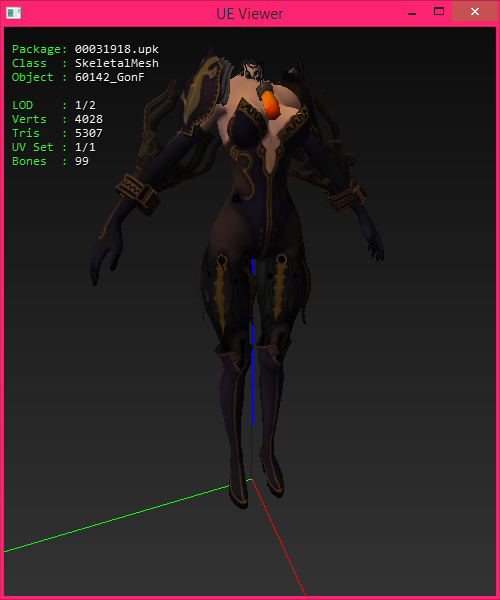 UE Viewer
Package: 00031918.upk
Class : SkeletalMesh
Object : 60142_GonF
LOD : 1/2
Verts : 4028
Tris : 5307
UV Set : 1/1
Bones : 99